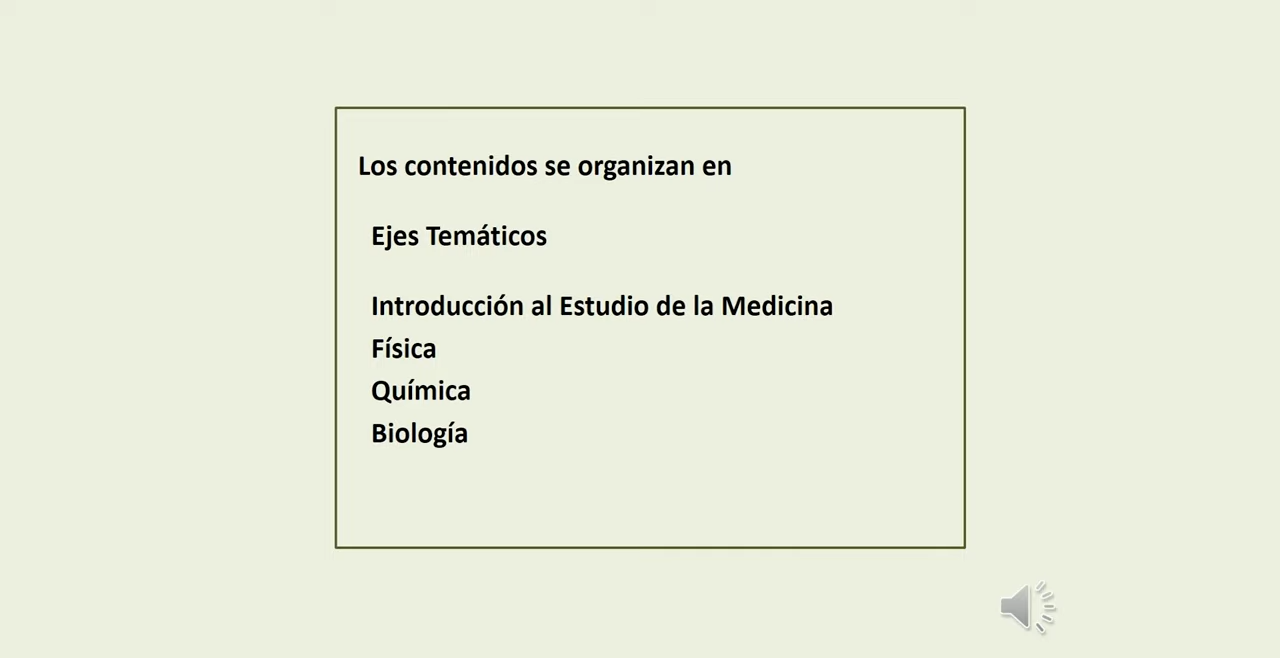 Los contenidos se organizan en
Ejes Temáticos
Introducción al Estudio de la Medicina
Física
Química
Biología